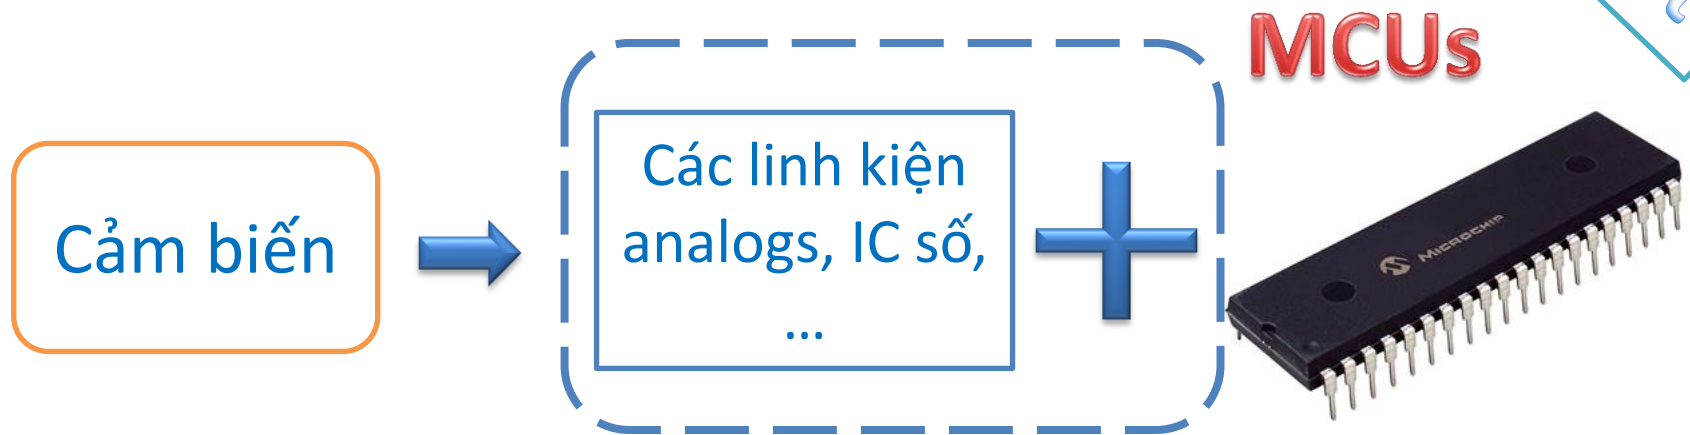 MCUs
Cảm biến
Các linh kiện
analogs, IC số,
...
MICROCHIP